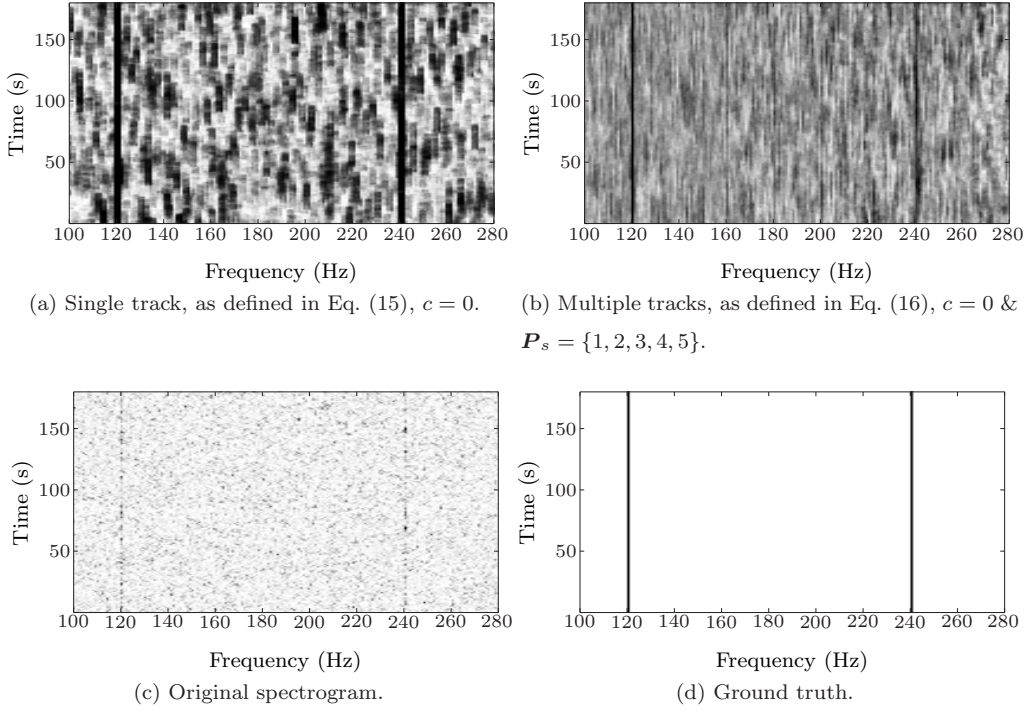 150
100
50
Time (s)
100 120 140 160 180 200 220 240 260 280
Frequency (Hz)
(a) Single track, as defined in Eq. (15), c = 0.
150
100
50
Time (s)
100 120 140 160 180 200 220 240 260 280
Frequency (Hz)
(b) Multiple tracks, as defined in Eq. (16), c = 0 &
Pₛ = {1, 2, 3, 4, 5}.
150
100
50
Time (s)
100 120 140 160 180 200 220 240 260 280
Frequency (Hz)
(c) Original spectrogram.
150
100
50
Time (s)
100 120 140 160 180 200 220 240 260 280
Frequency (Hz)
(d) Ground truth.